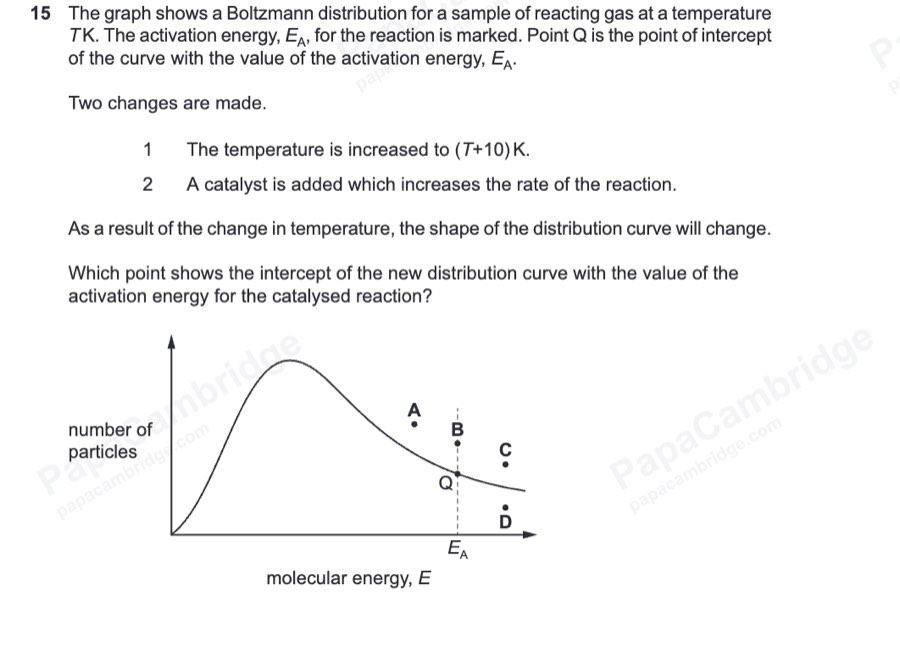 15 The graph shows a Boltzmann distribution for a sample of reacting gas at a temperature
TK. The activation energy, EA, for the reaction is marked. Point Q is the point of intercept
of the curve with the value of the activation energy, EA.
Two changes are made.
1 The temperature is increased to (T+10) K.
2 A catalyst is added which increases the rate of the reaction.
As a result of the change in temperature, the shape of the distribution curve will change.
Which point shows the intercept of the new distribution curve with the value of the
activation energy for the catalysed reaction?
number of
particles
A
B
C
Q
D
EA
molecular energy, E
PapaCambridge
papacambridge.com
PapaCambridge
papacambridge.com